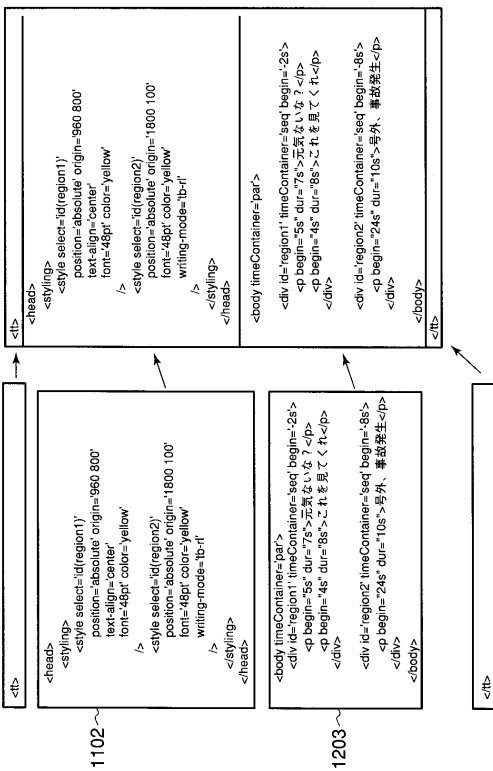 <tt>
1102
<head>
<styling>
<style select='id(region1)'
position='absolute' origin='960 800'
text-align='center'
font='48pt' color='yellow'
/>
<style select='id(region2)'
position='absolute' origin='1800 100'
font='48pt' color='yellow'
writing-mode='tb-rl'
/>
</styling>
</head>
1203
<body timeContainer='par'>
<div id='region1' timeContainer='seq' begin='-2s'>
<p begin="5s" dur="7s">元気ないな?</p>
<p begin="4s" dur="8s">これを見てくれ</p>
</div>
<div id='region2' timeContainer='seq' begin='-8s'>
<p begin="24s" dur="10s">号外、事故発生</p>
</div>
</body>
</tt>
<tt>
<head>
<styling>
<style select='id(region1)'
position='absolute' origin='960 800'
text-align='center'
font='48pt' color='yellow'
/>
<style select='id(region2)'
position='absolute' origin='1800 100'
font='48pt' color='yellow'
writing-mode='tb-rl'
/>
</styling>
</head>
<body timeContainer='par'>
<div id='region1' timeContainer='seq' begin='-2s'>
<p begin="5s" dur="7s">元気ないな?</p>
<p begin="4s" dur="8s">これを見てくれ</p>
</div>
<div id='region2' timeContainer='seq' begin='-8s'>
<p begin="24s" dur="10s">号外、事故発生</p>
</div>
</body>
</tt>